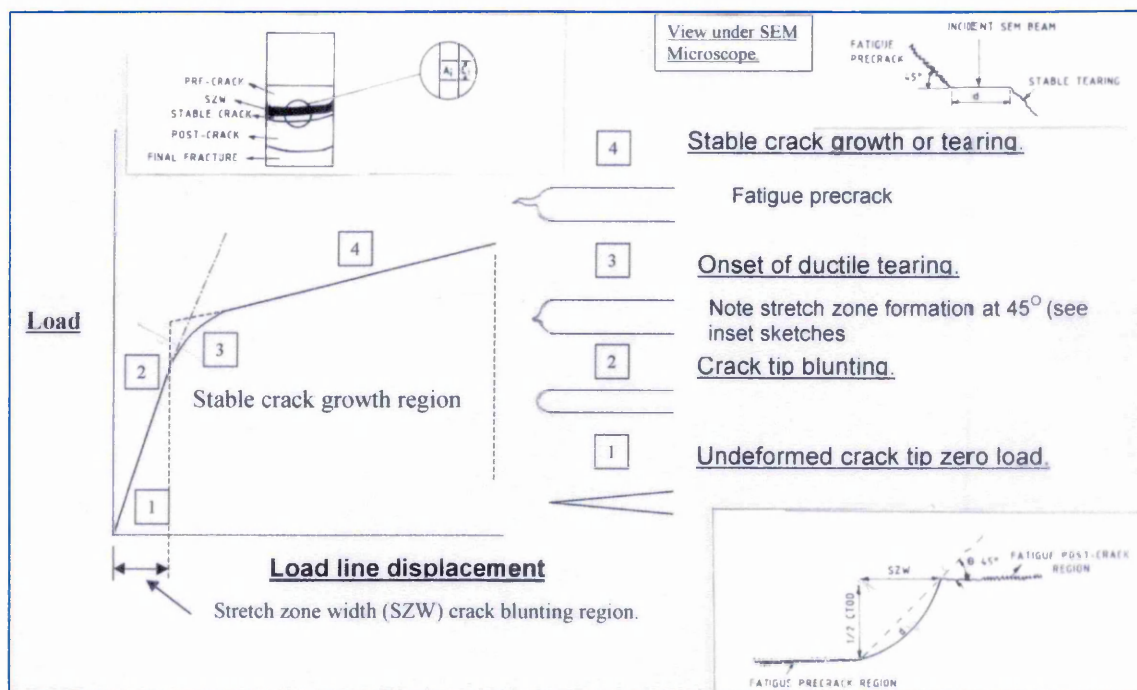 PRE-CRACK
SZW
STABLE CRACK
POST-CRACK
FINAL FRACTURE
View under SEM
Microscope.
INCIDENT SEM BEAM
FATIGUE
PRECRACK
45°
d
STABLE TEARING
4
Stable crack growth or tearing.
Fatigue precrack
3
Onset of ductile tearing.
Note stretch zone formation at 45° (see
inset sketches
2
Crack tip blunting.
1
Undeformed crack tip zero load.
Load
4
3
2
Stable crack growth region
1
Load line displacement
Stretch zone width (SZW) crack blunting region.
SZW
θ 45°
FATIGUE POST-CRACK
REGION
1/2 CTOD
FATIGUE PRECRACK REGION